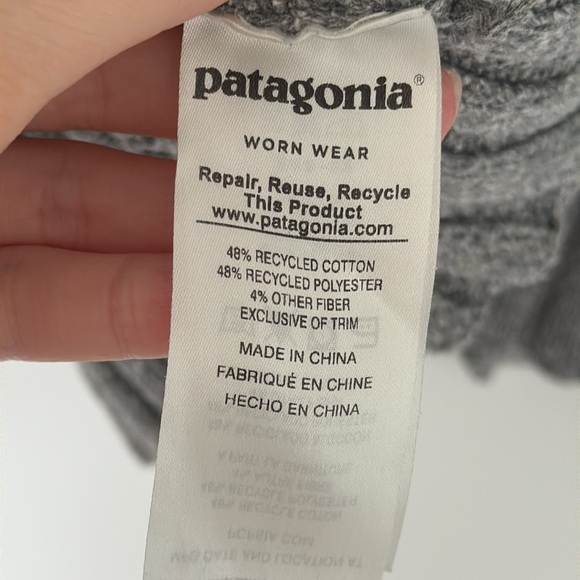 patagonia®
WORN WEAR
Repair, Reuse, Recycle
This Product
www.patagonia.com
48% RECYCLED COTTON
48% RECYCLED POLYESTER
4% OTHER FIBER
EXCLUSIVE OF TRIM
MADE IN CHINA
FABRIQUÉ EN CHINE
HECHO EN CHINA